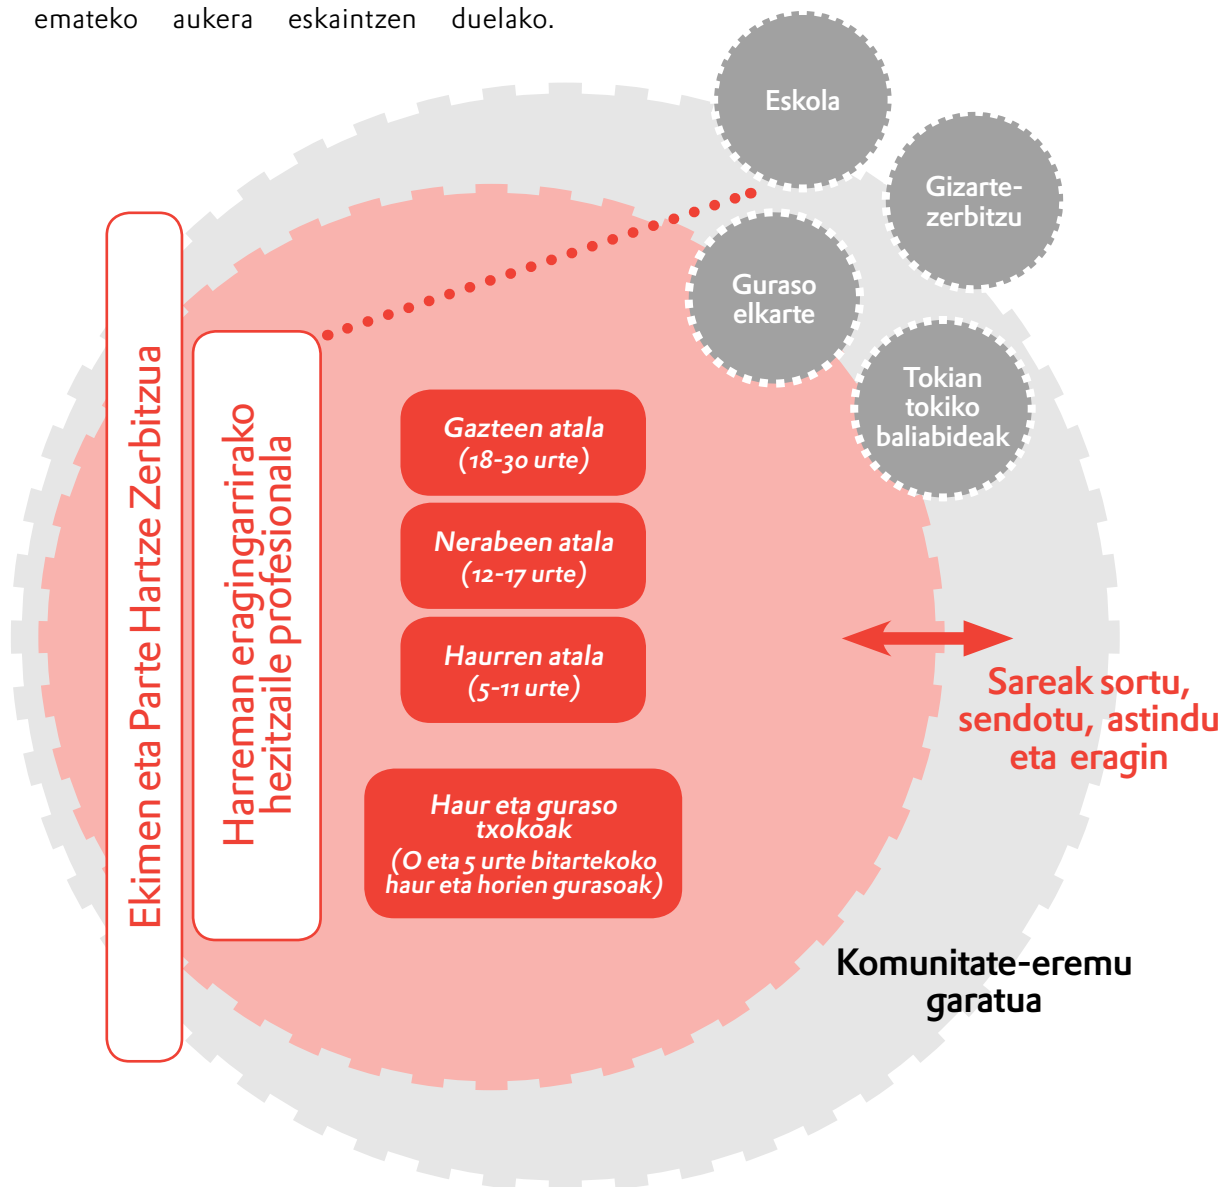 emateko aukera eskaintzen duelako.
Eskola
Gizarte-
zerbitzu
Guraso
elkarte
Tokian
tokiko
baliabideak
Ekimen eta Parte Hartze Zerbitzua
Harreman eragingarrirako
hezitzaile profesionala
Gazteen atala
(18-30 urte)
Nerabeen atala
(12-17 urte)
Haurren atala
(5-11 urte)
Haur eta guraso
txokoak
(O eta 5 urte bitartekoko
haur eta horien gurasoak)
Sareak sortu,
sendotu, astindu
eta eragin
Komunitate-eremu
garatua